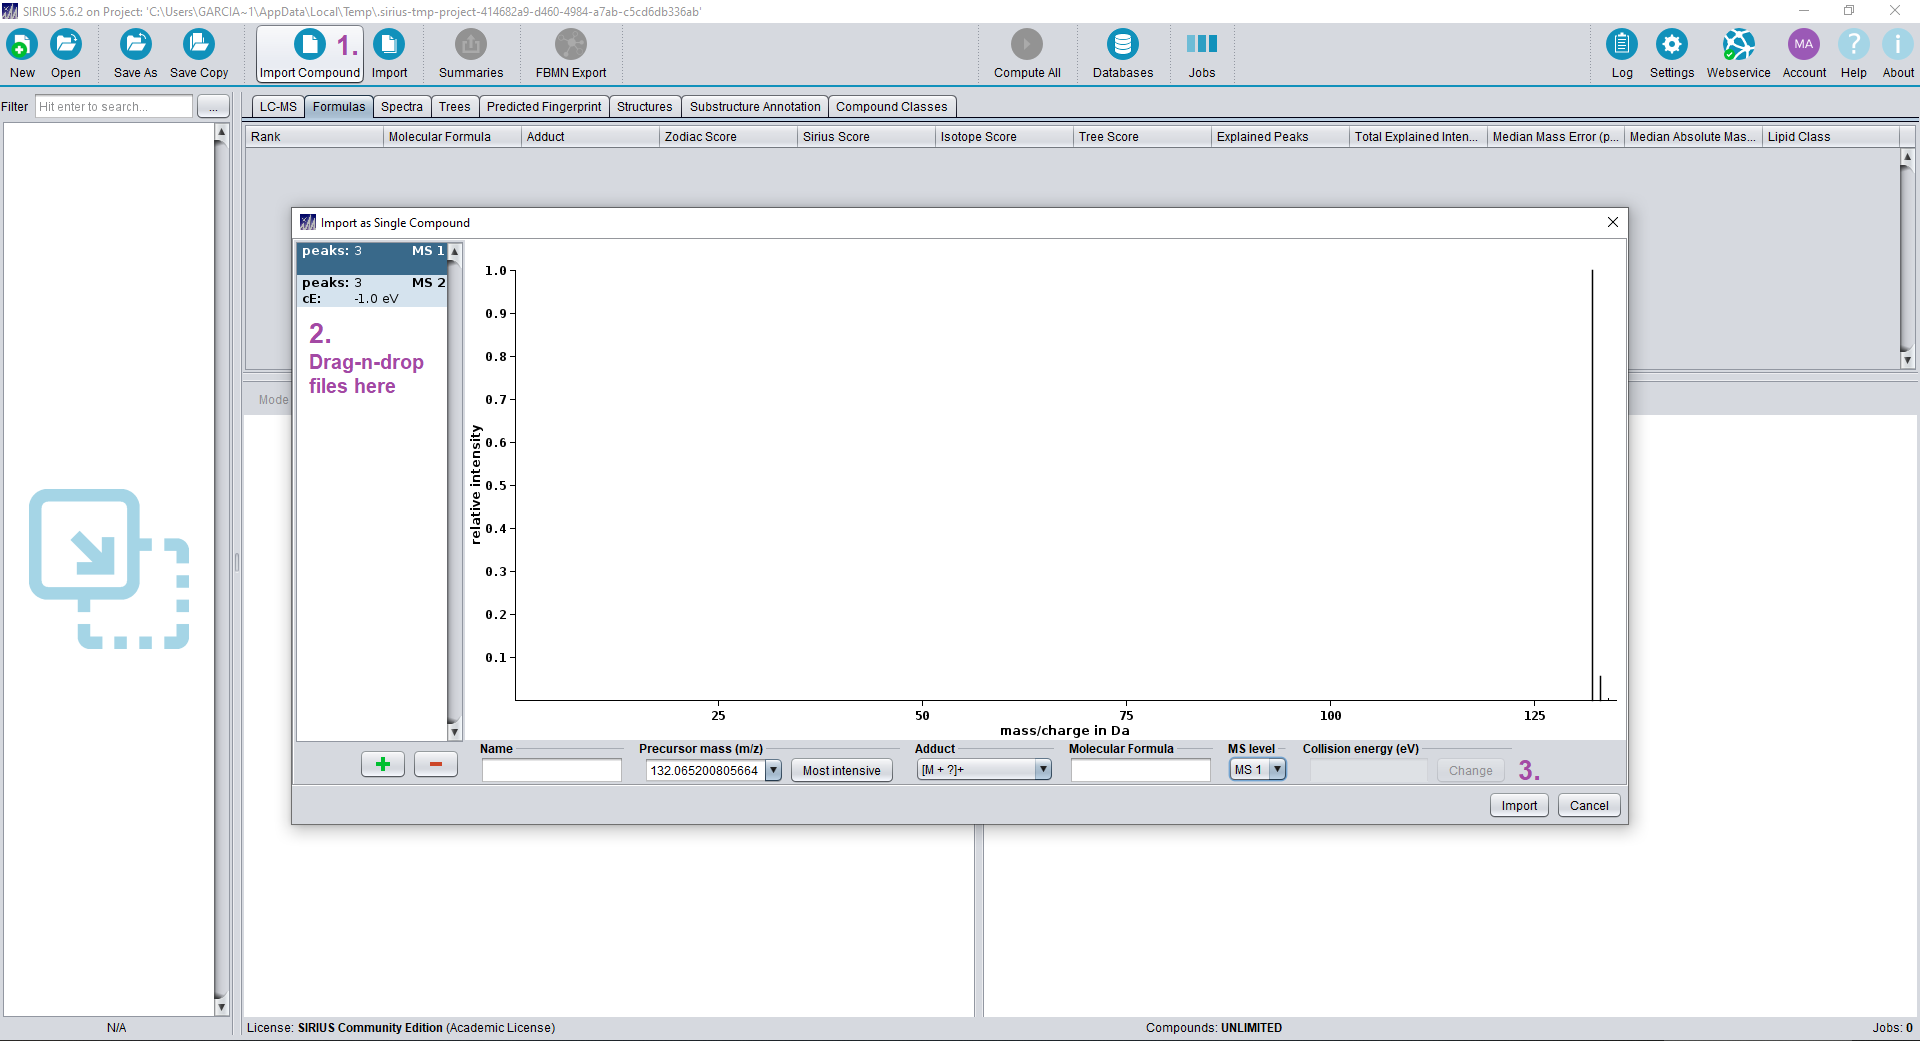 SIRIUS 5.6.2 on Project: 'C:\Users\GARCIA~1\AppData\Local\Temp\.sirius-tmp-project-414682a9-d460-4984-a7ab-c5cd6db336ab'
1.
New Open Save As Save Copy Import Compound Import Summaries FBMN Export Compute All Databases Jobs Log Settings Webservice MA Account ? Help i About
Filter Hit enter to search... ... LC-MS Formulas Spectra Trees Predicted Fingerprint Structures Substructure Annotation Compound Classes
Rank Molecular Formula Adduct Zodiac Score Sirius Score Isotope Score Tree Score Explained Peaks Total Explained Inten... Median Mass Error (p... Median Absolute Mas... Lipid Class
Mode
Import as Single Compound
peaks: 3 MS 1
peaks: 3 MS 2
cE: -1.0 eV
2.
Drag-n-drop
files here
relative intensity
1.0
0.9
0.8
0.7
0.6
0.5
0.4
0.3
0.2
0.1
25 50 75 100 125
mass/charge in Da
Name Precursor mass (m/z) Adduct Molecular Formula MS level Collision energy (eV)
132.065200805664 Most intensive [M + ?]+ MS 1 Change 3.
Import Cancel
N/A License: SIRIUS Community Edition (Academic License) Compounds: UNLIMITED Jobs: 0